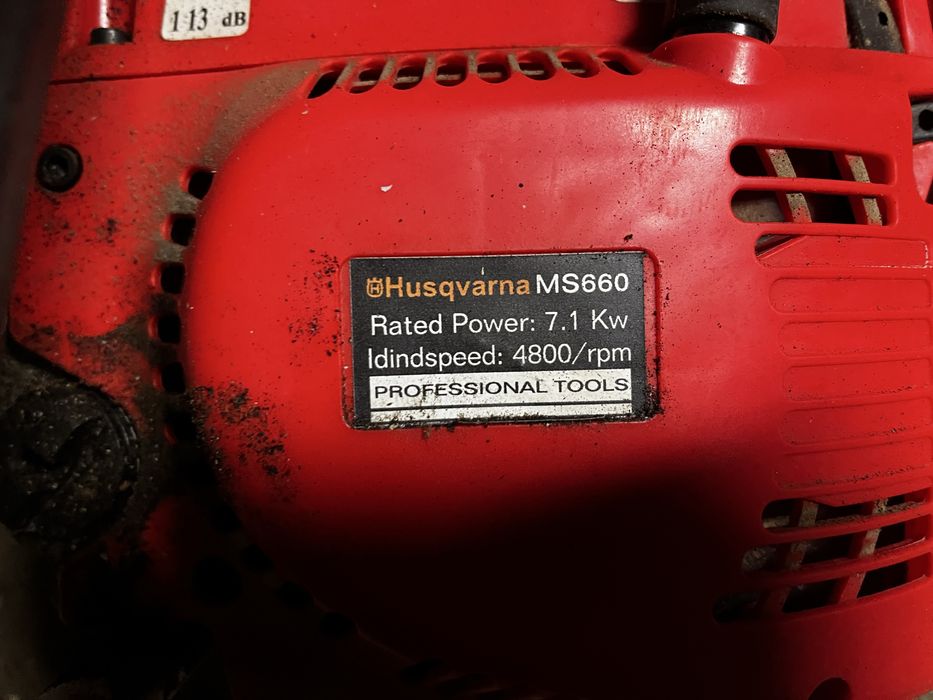 113 dB
Husqvarna MS660
Rated Power: 7.1 Kw
Idindspeed: 4800/rpm
PROFESSIONAL TOOLS